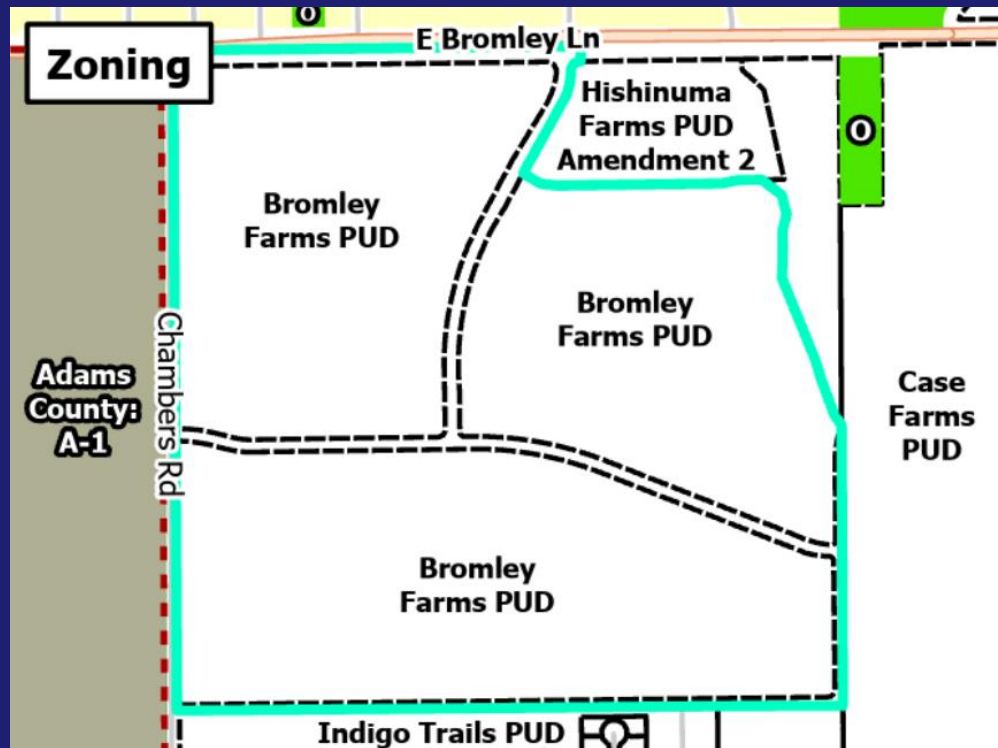 O
E Bromley Ln
Zoning
Hishinuma
Farms PUD
Amendment 2
O
Bromley
Farms PUD
Bromley
Farms PUD
Chambers Rd
Adams
County:
A-1
Case
Farms
PUD
Bromley
Farms PUD
Indigo Trails PUD